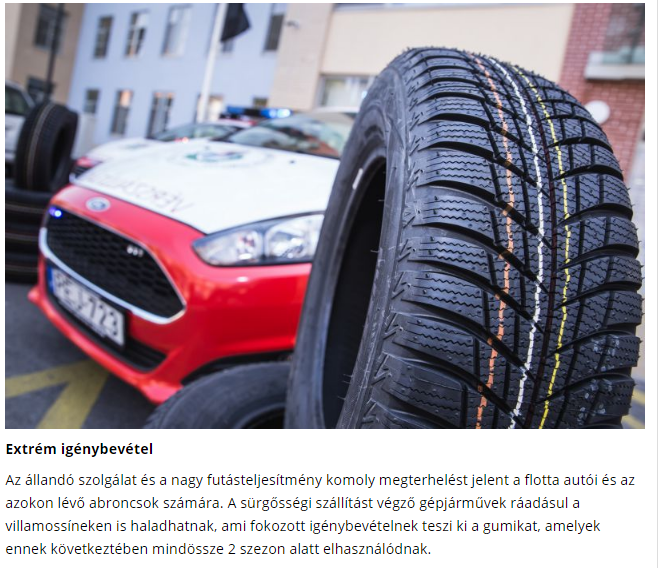 Extrém igénybevétel
Az állandó szolgálat és a nagy futásteljesítmény komoly megterhelést jelent a flotta autói és az
azokon lévő abroncsok számára. A sürgősségi szállítást végző gépjárművek ráadásul a
villamossíneken is haladhatnak, ami fokozott igénybevételnek teszi ki a gumikat, amelyek
ennek következtében mindössze 2 szezon alatt elhasználódnak.